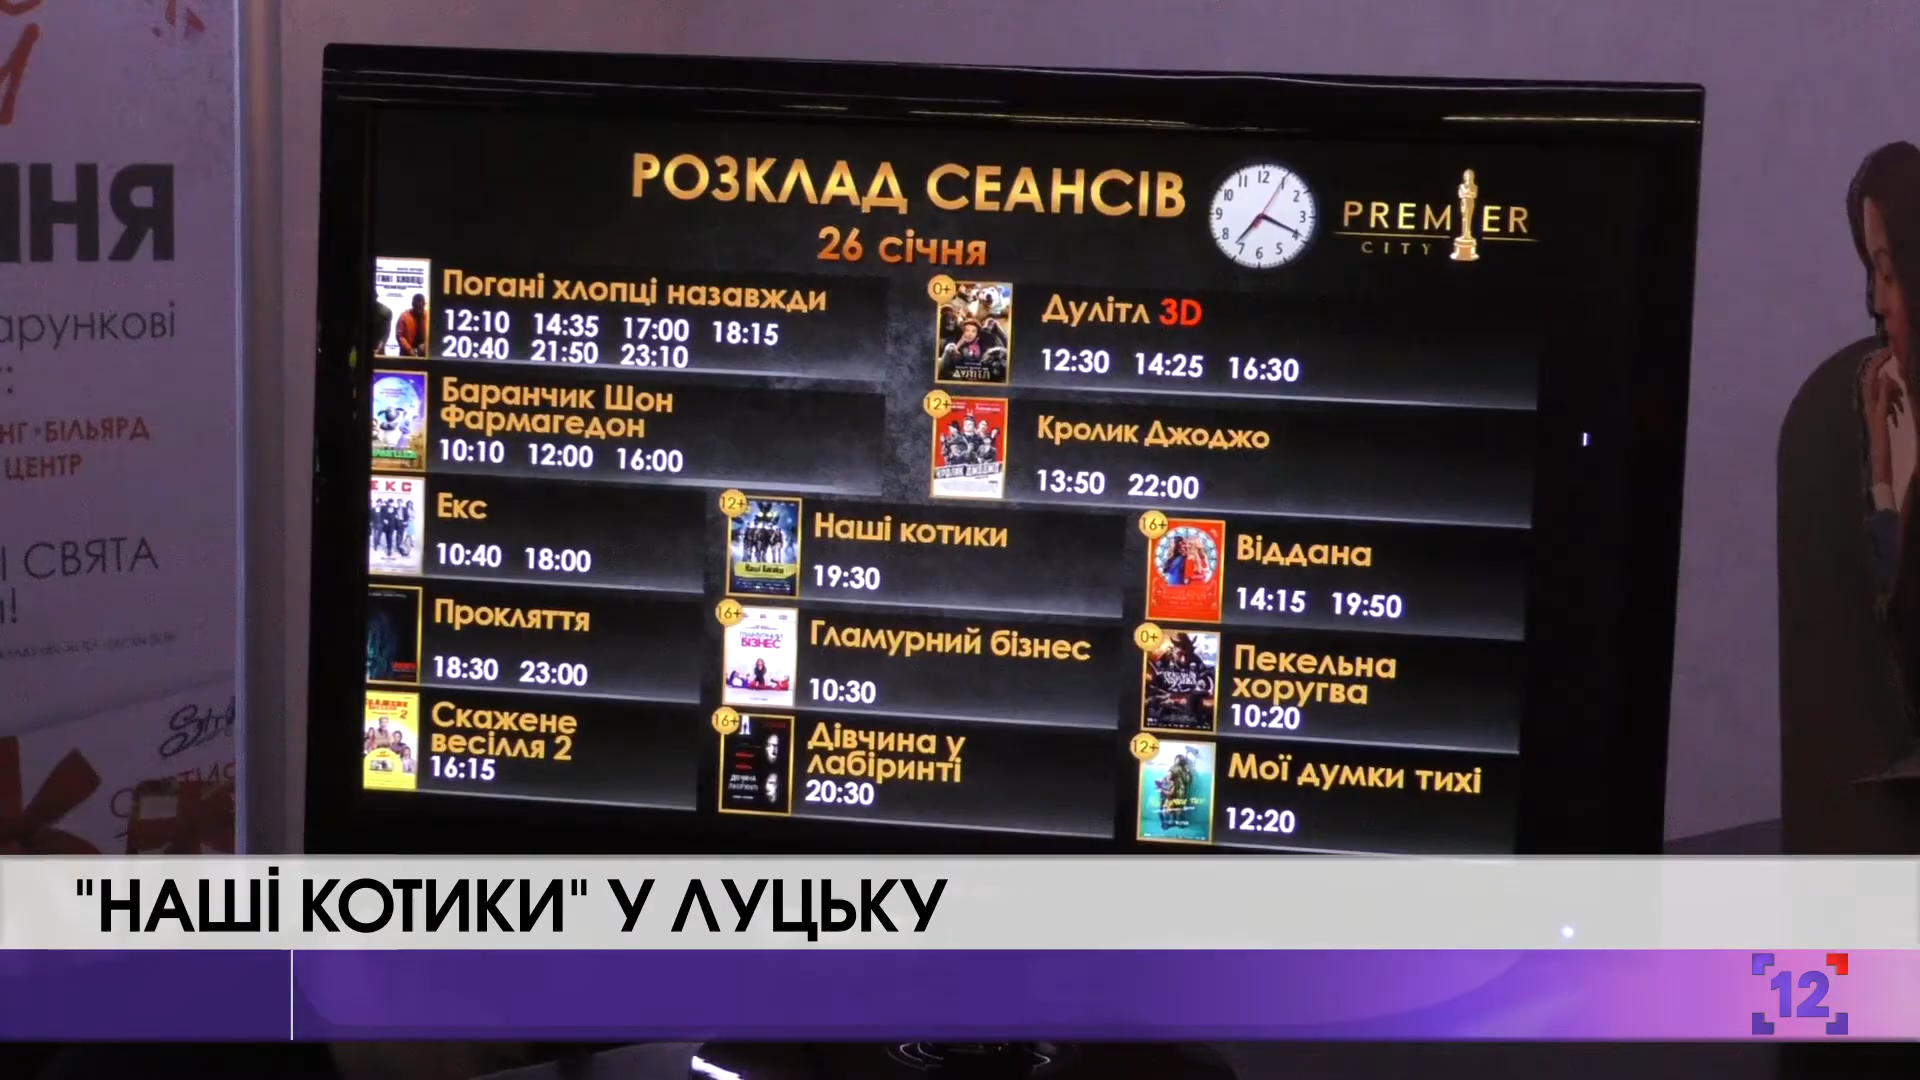 РОЗКЛАД СЕАНСІВ
26 січня
PREMIER
CITY
Погані хлопці назавжди
12:10 14:35 17:00 18:15
20:40 21:50 23:10
0+
Дулітл 3D
12:30 14:25 16:30
Баранчик Шон
Фармагедон
10:10 12:00 16:00
12+
Кролик Джоджо
13:50 22:00
Екс
10:40 18:00
12+
Наші котики
19:30
16+
Віддана
14:15 19:50
Прокляття
18:30 23:00
16+
Гламурний бізнес
10:30
0+
Пекельна
хоругва
10:20
Скажене
весілля 2
16:15
16+
Дівчина у
лабіринті
20:30
12+
Мої думки тихі
12:20
БІЛЬЯРД
ЦЕНТР
СВЯТА
"НАШІ КОТИКИ" У ЛУЦЬКУ
12